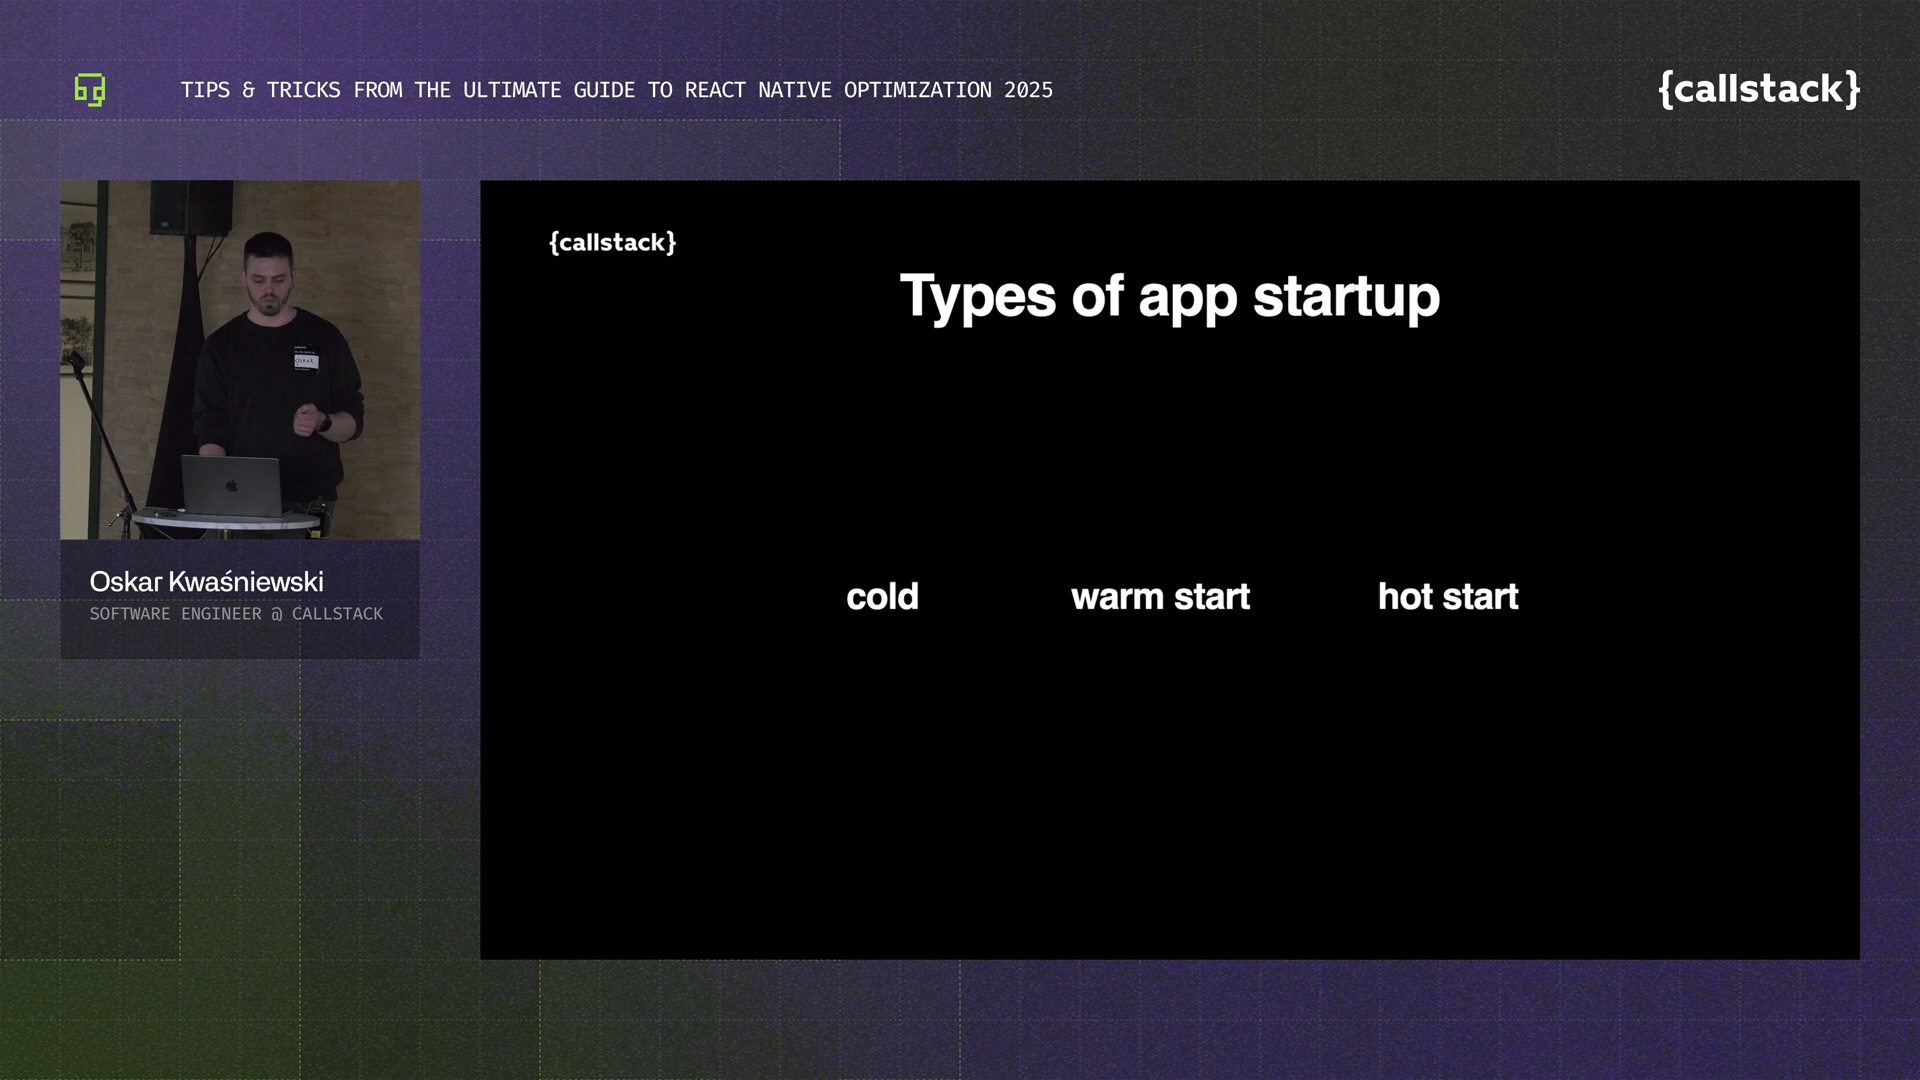 TIPS & TRICKS FROM THE ULTIMATE GUIDE TO REACT NATIVE OPTIMIZATION 2025
{callstack}
{callstack}
Types of app startup
cold warm start hot start
OSKAR
Oskar Kwaśniewski
SOFTWARE ENGINEER @ CALLSTACK